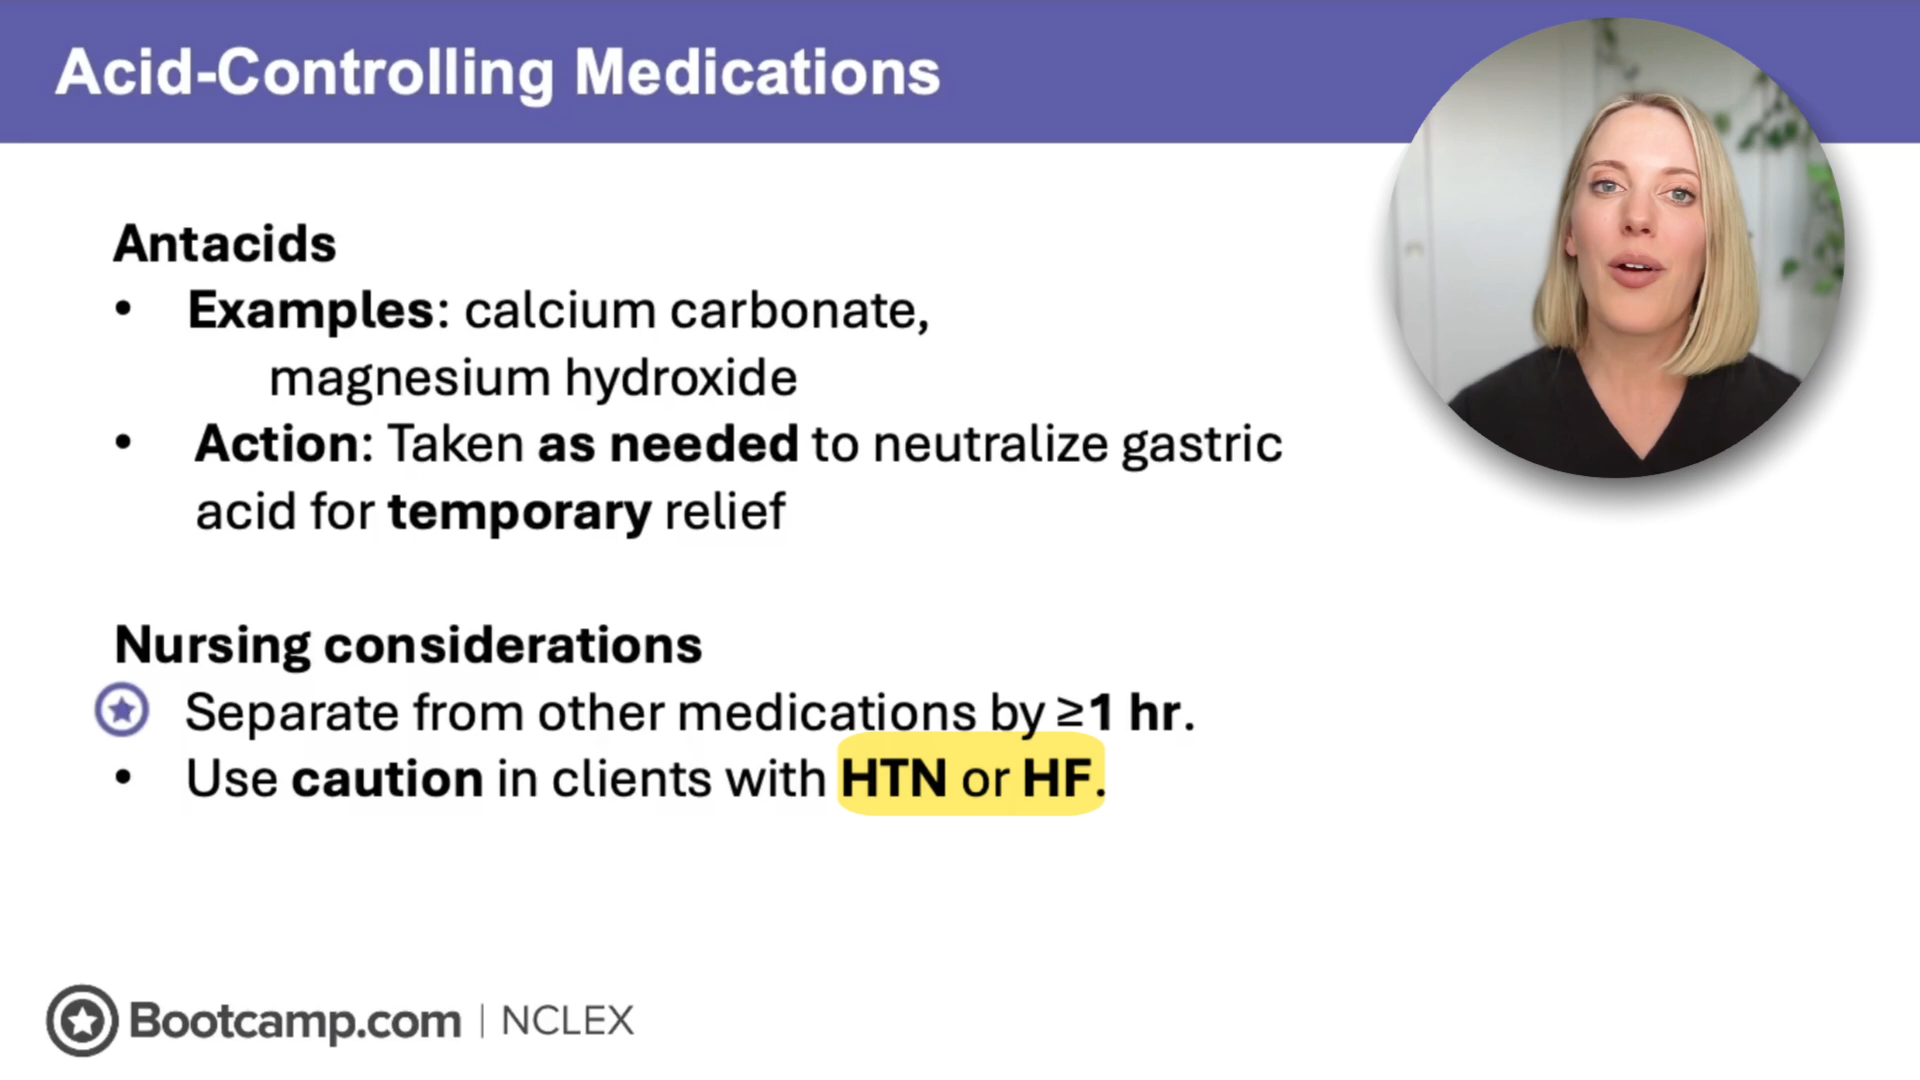 Acid-Controlling Medications
Antacids
• Examples: calcium carbonate,
magnesium hydroxide
• Action: Taken as needed to neutralize gastric
acid for temporary relief
Nursing considerations
Separate from other medications by ≥1 hr.
• Use caution in clients with HTN or HF.
Bootcamp.com | NCLEX